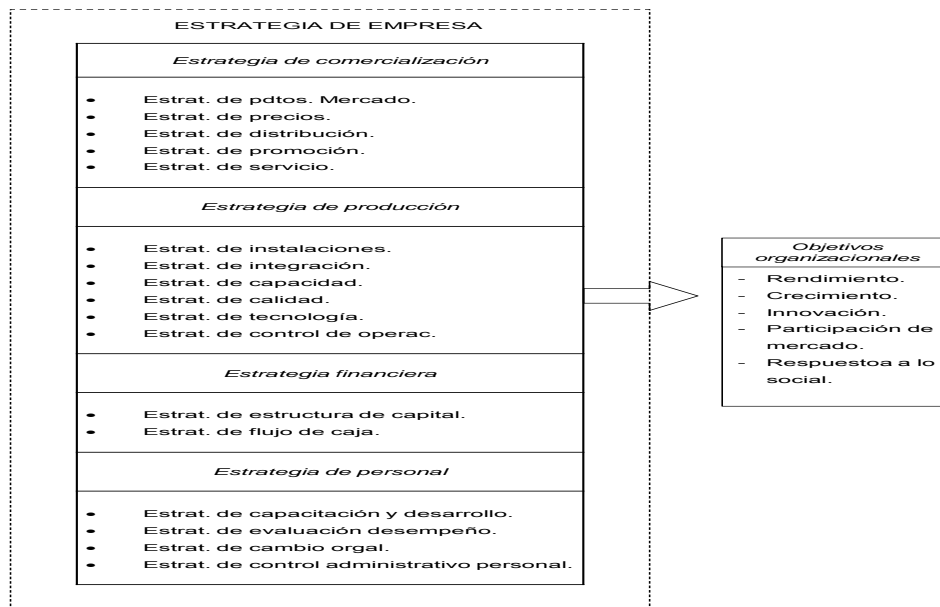 ESTRATEGIA DE EMPRESA
Estrategia de comercialización
• Estrat. de pdtos. Mercado.
• Estrat. de precios.
• Estrat. de distribución.
• Estrat. de promoción.
• Estrat. de servicio.
Estrategia de producción
• Estrat. de instalaciones.
• Estrat. de integración.
• Estrat. de capacidad.
• Estrat. de calidad.
• Estrat. de tecnología.
• Estrat. de control de operac.
Estrategia financiera
• Estrat. de estructura de capital.
• Estrat. de flujo de caja.
Estrategia de personal
• Estrat. de capacitación y desarrollo.
• Estrat. de evaluación desempeño.
• Estrat. de cambio orgal.
• Estrat. de control administrativo personal.
Objetivos
organizacionales
- Rendimiento.
- Crecimiento.
- Innovación.
- Participación de
mercado.
- Respuestoa a lo
social.